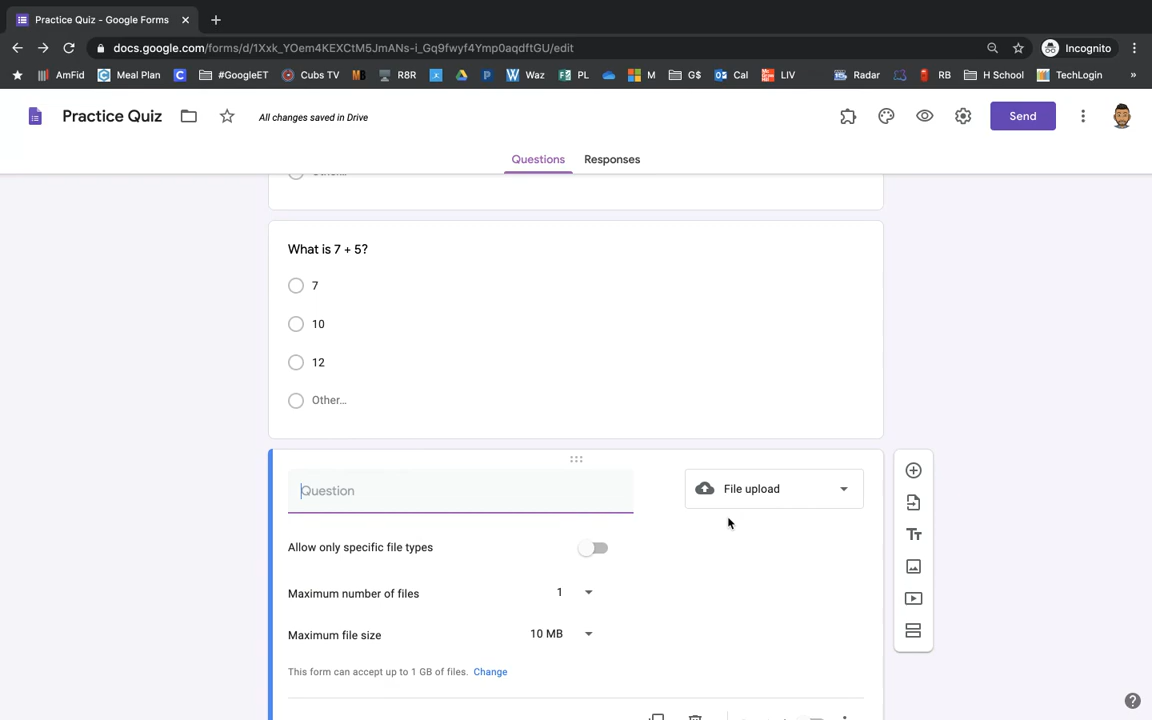 Practice Quiz - Google Forms
docs.google.com/forms/d/1Xxk_YOem4KEXCtM5JmANs-i_Gq9fwyf4Ymp0aqdftGU/edit
Incognito
AmFid Meal Plan #GoogleET Cubs TV R8R Waz PL M G$ Cal LIV Radar RB H School TechLogin »
Practice Quiz
All changes saved in Drive
Send
Questions Responses
Other...
What is 7 + 5?
7
10
12
Other...
Question
File upload
Allow only specific file types
Maximum number of files 1
Maximum file size 10 MB
This form can accept up to 1 GB of files. Change